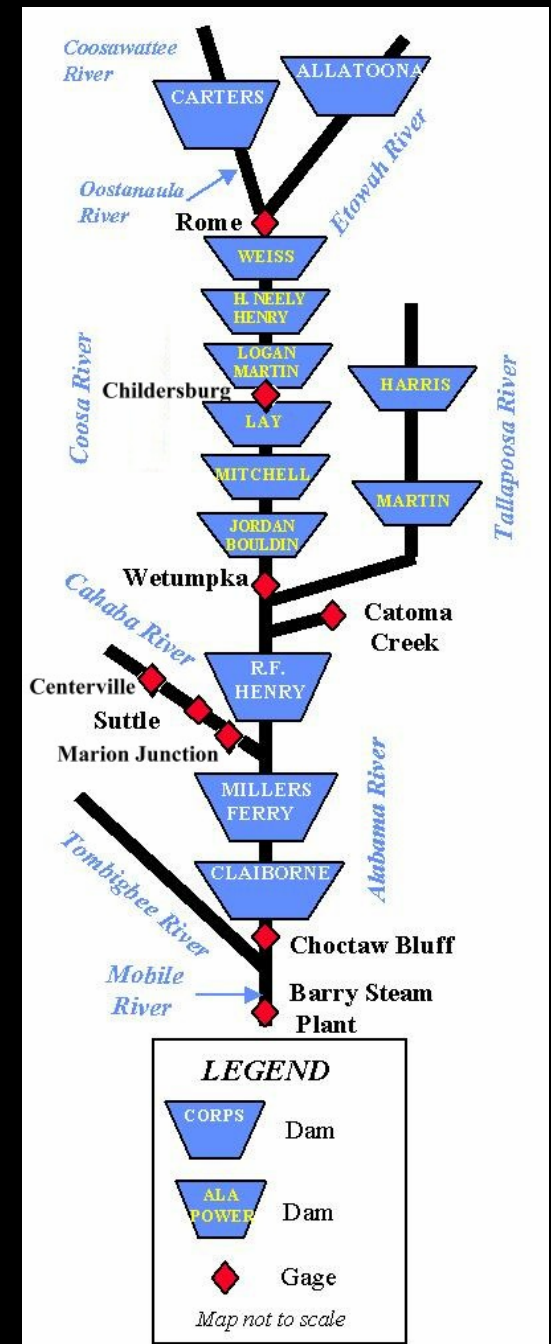 Coosawattee
River
ALLATOONA
CARTERS
Etowah River
Oostanaula
River
Rome
WEISS
H. NEELY
HENRY
LOGAN
MARTIN
Childersburg
Coosa River
LAY
HARRIS
Tallapoosa River
MITCHELL
MARTIN
JORDAN
BOULDIN
Wetumpka
Cahaba River
Catoma
Creek
R.F.
HENRY
Centerville
Suttle
Marion Junction
MILLERS
FERRY
Alabama River
Tombigbee River
CLAIBORNE
Choctaw Bluff
Mobile
River
Barry Steam
Plant
LEGEND
CORPS
Dam
ALA
POWER
Dam
Gage
Map not to scale